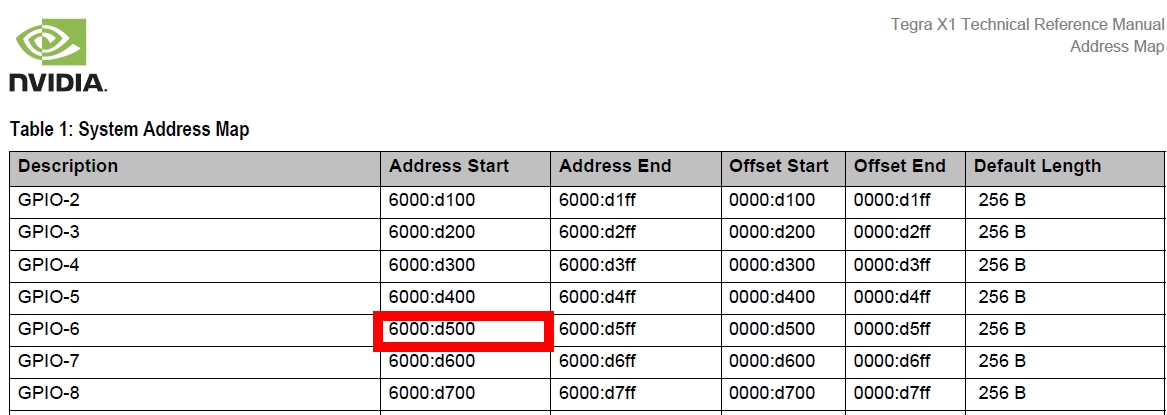 Tegra X1 Technical Reference Manual
Address Map
NVIDIA.
Table 1: System Address Map
Description Address Start Address End Offset Start Offset End Default Length
GPIO-2 6000:d100 6000:d1ff 0000:d100 0000:d1ff 256 B
GPIO-3 6000:d200 6000:d2ff 0000:d200 0000:d2ff 256 B
GPIO-4 6000:d300 6000:d3ff 0000:d300 0000:d3ff 256 B
GPIO-5 6000:d400 6000:d4ff 0000:d400 0000:d4ff 256 B
GPIO-6 6000:d500 6000:d5ff 0000:d500 0000:d5ff 256 B
GPIO-7 6000:d600 6000:d6ff 0000:d600 0000:d6ff 256 B
GPIO-8 6000:d700 6000:d7ff 0000:d700 0000:d7ff 256 B